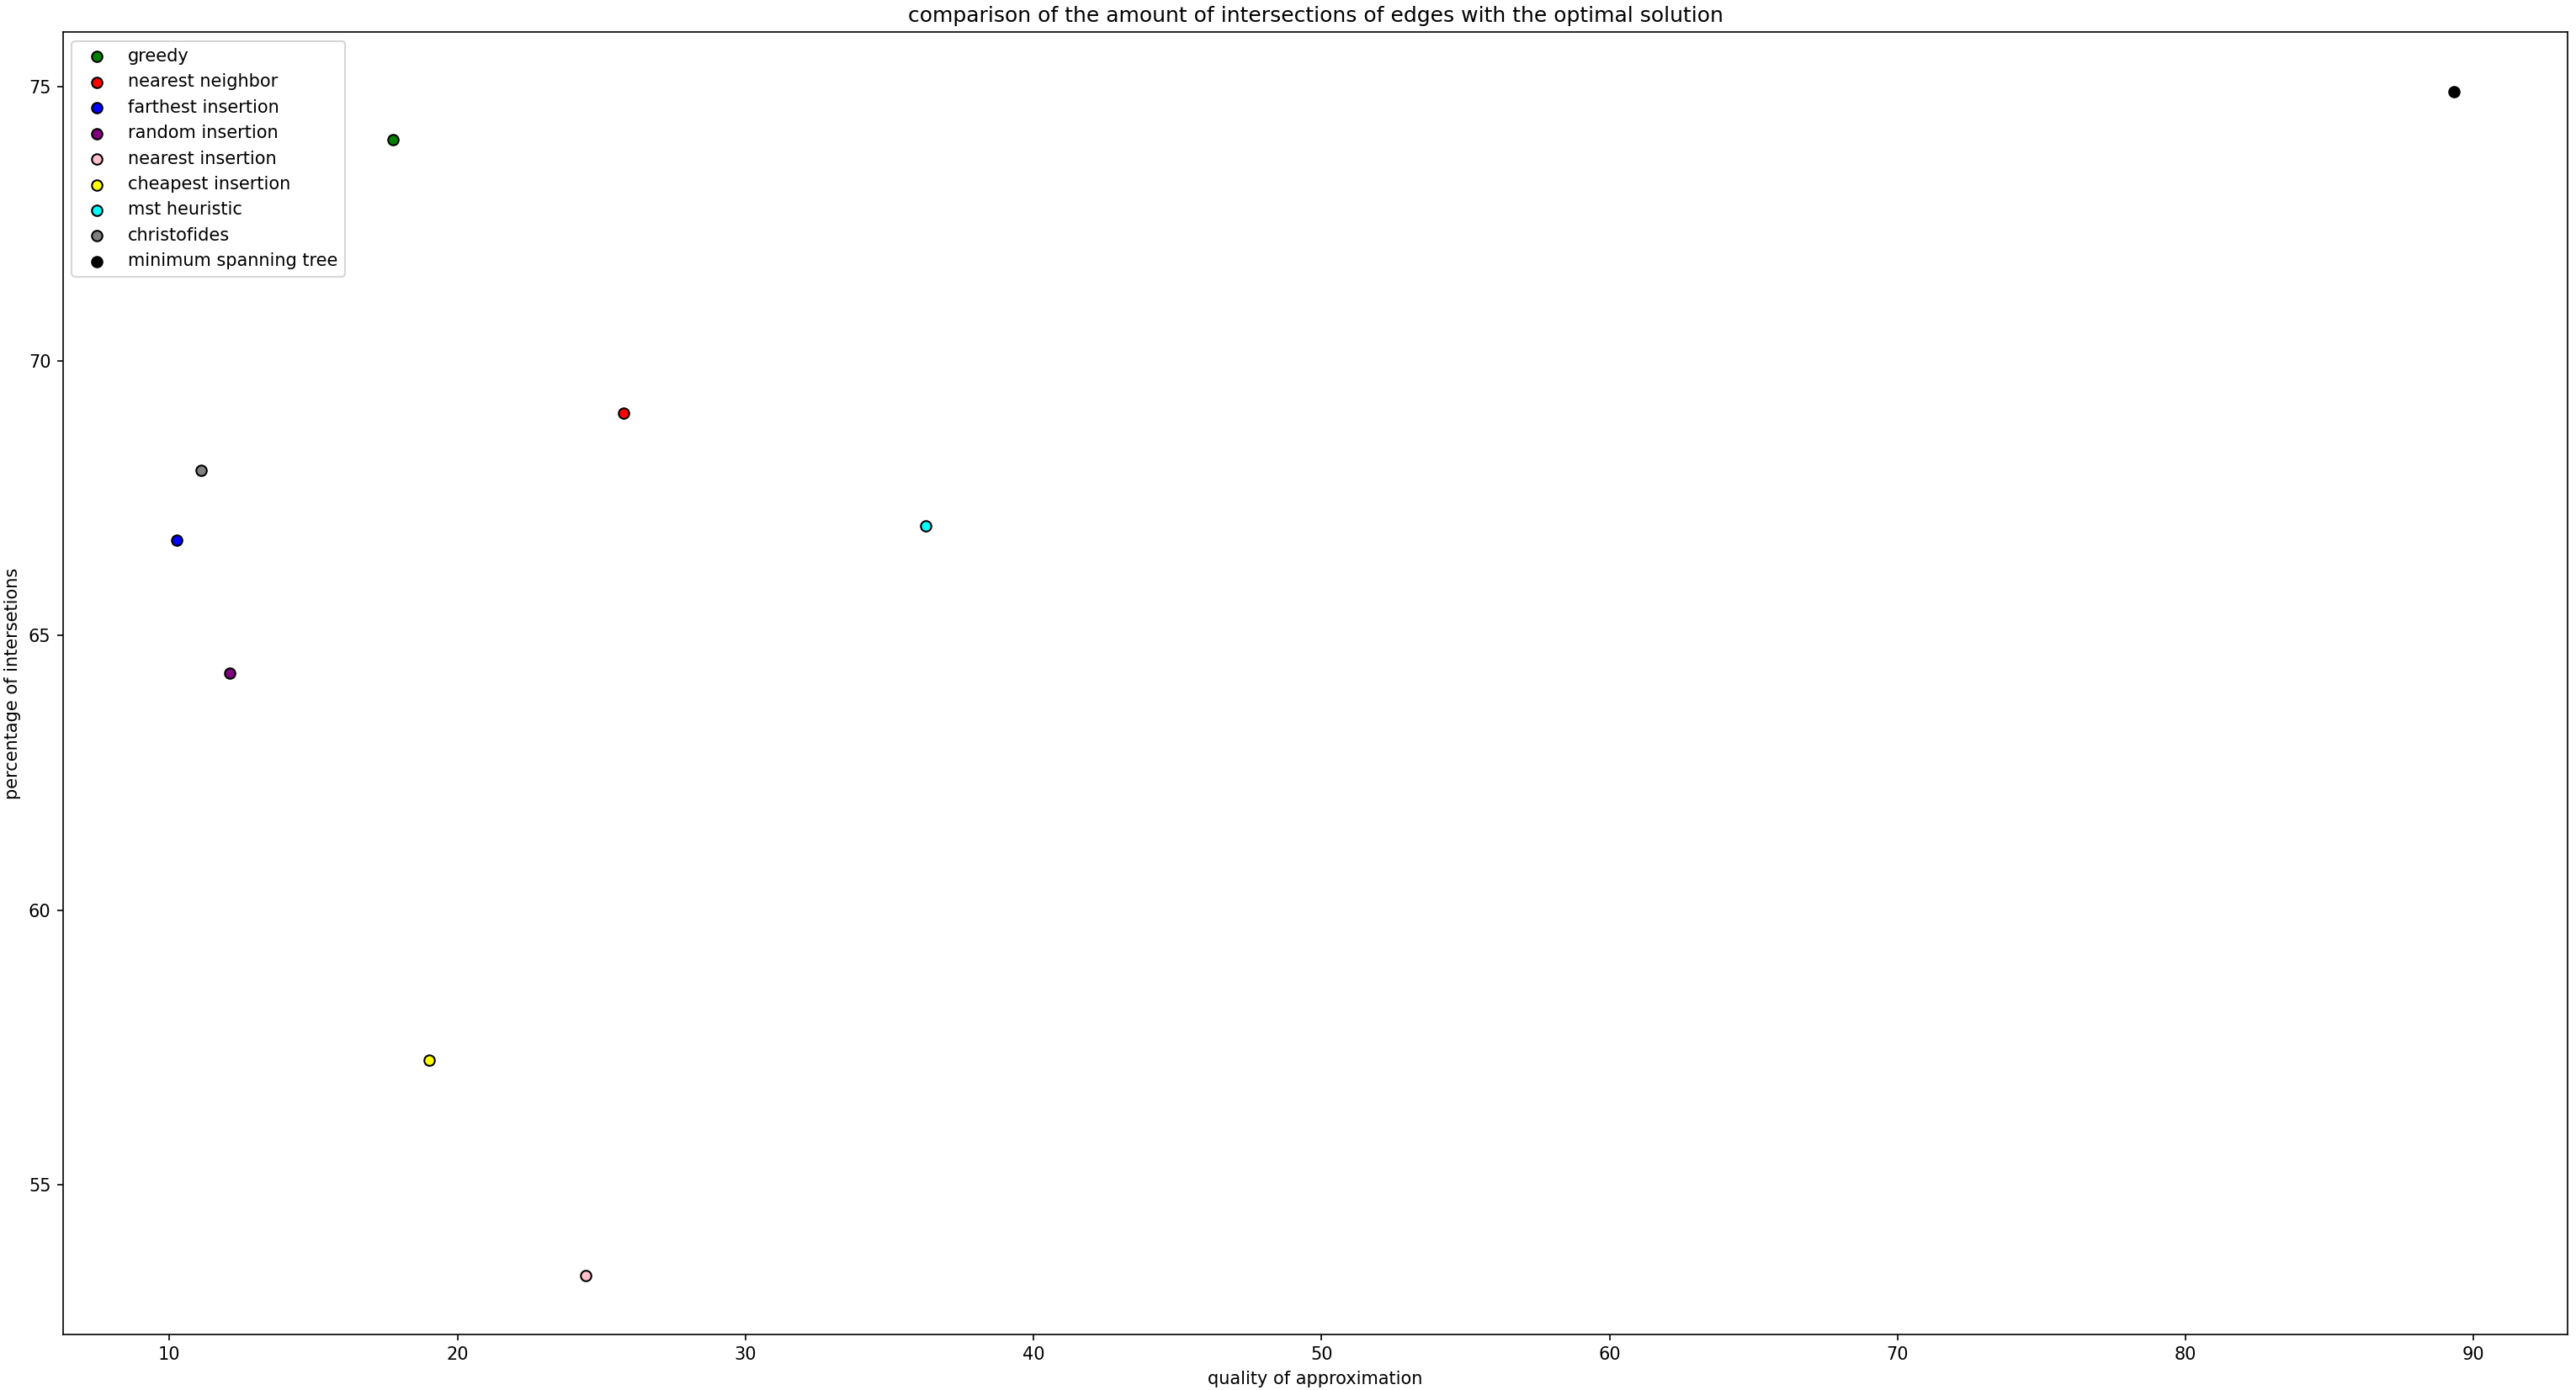 comparison of the amount of intersections of edges with the optimal solution
greedy
nearest neighbor
farthest insertion
random insertion
nearest insertion
cheapest insertion
mst heuristic
christofides
minimum spanning tree
75
70
65
60
55
percentage of intersetions
10 20 30 40 50 60 70 80 90
quality of approximation